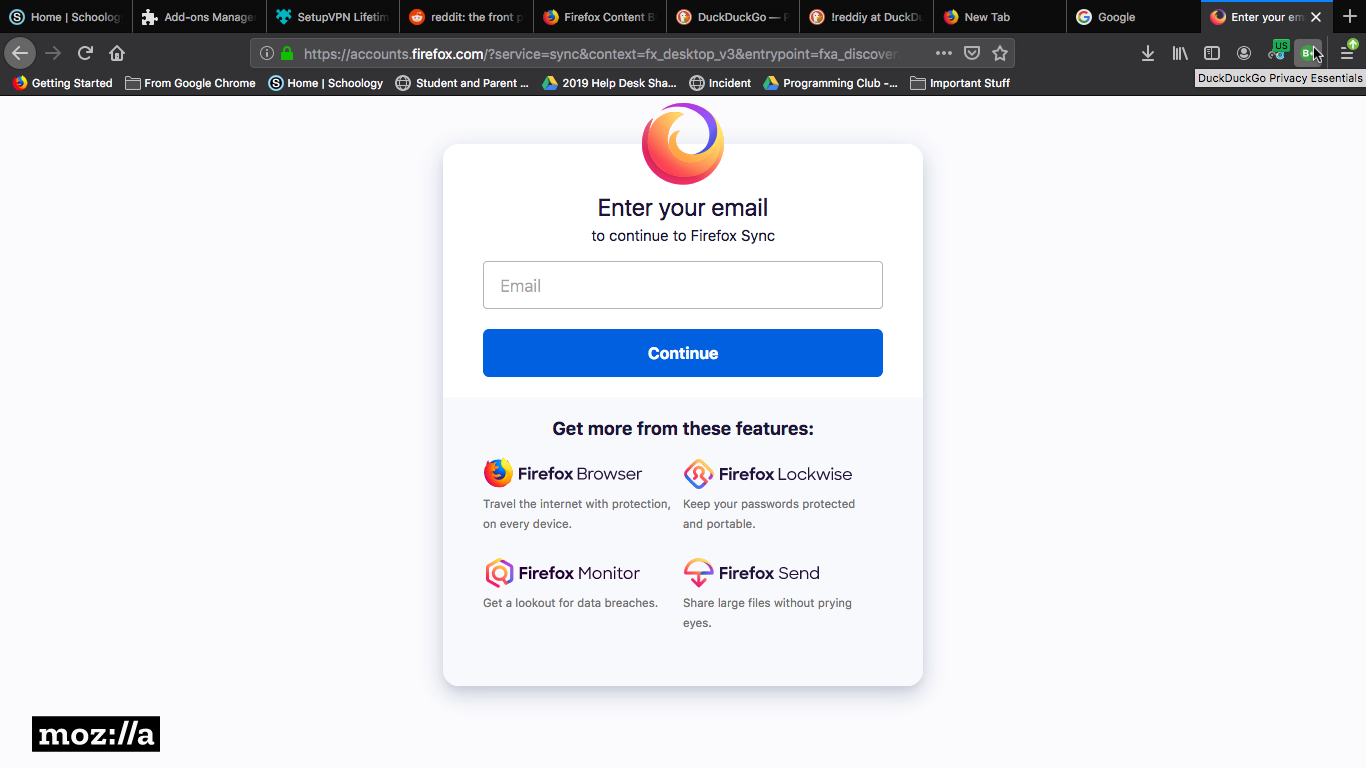 Home | Schoolog
Add-ons Manage
SetupVPN Lifetim
reddit: the front p
Firefox Content B
DuckDuckGo — P
!reddiy at DuckDu
New Tab
Google
Enter your em
https://accounts.firefox.com/?service=sync&context=fx_desktop_v3&entrypoint=fxa_discover
US
B+
DuckDuckGo Privacy Essentials
Getting Started
From Google Chrome
Home | Schoology
Student and Parent ...
2019 Help Desk Sha...
Incident
Programming Club -...
Important Stuff
Enter your email
to continue to Firefox Sync
Email
Continue
Get more from these features:
Firefox Browser
Travel the internet with protection,
on every device.
Firefox Lockwise
Keep your passwords protected
and portable.
Firefox Monitor
Get a lookout for data breaches.
Firefox Send
Share large files without prying
eyes.
moz://a